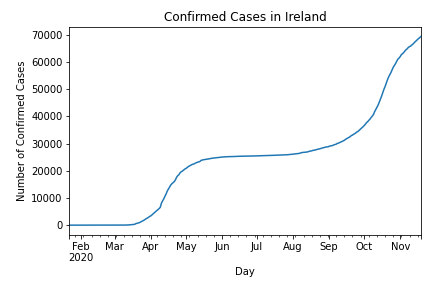 Confirmed Cases in Ireland
70000
60000
50000
40000
30000
20000
10000
0
Number of Confirmed Cases
Feb Mar Apr May Jun Jul Aug Sep Oct Nov
2020
Day